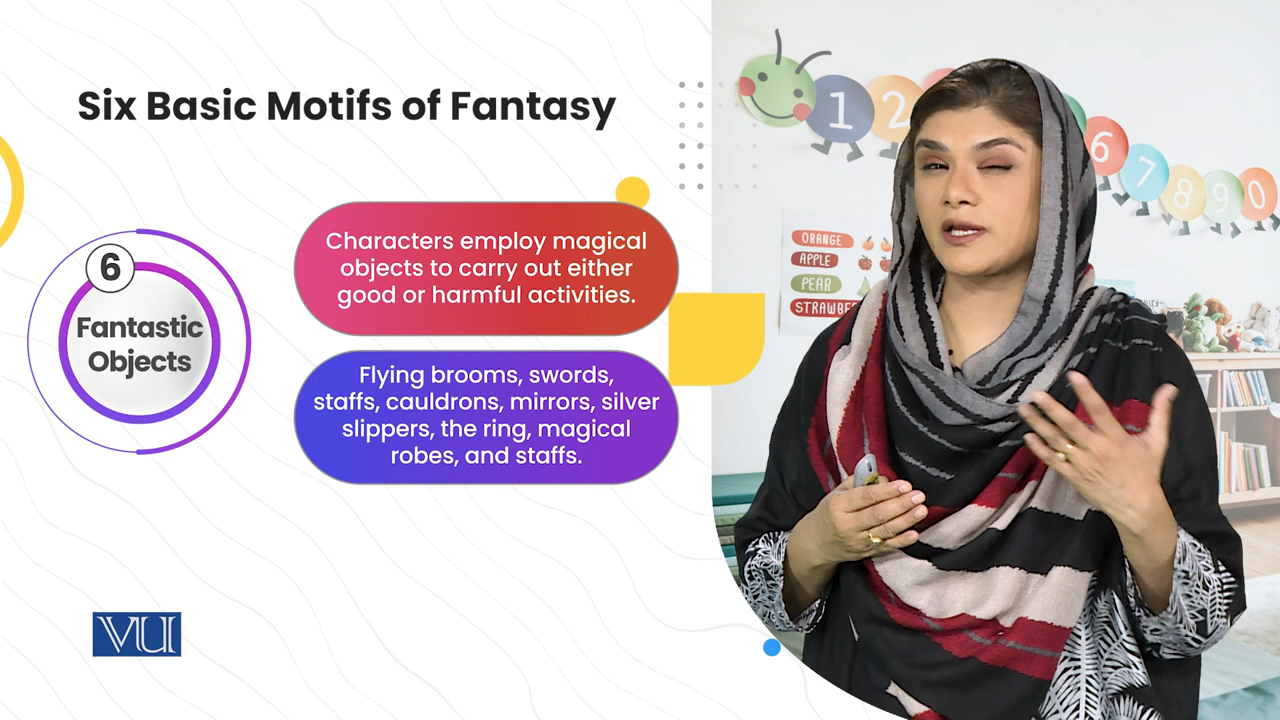 Six Basic Motifs of Fantasy
6
Fantastic
Objects
Characters employ magical
objects to carry out either
good or harmful activities.
Flying brooms, swords,
staffs, cauldrons, mirrors, silver
slippers, the ring, magical
robes, and staffs.
VU
1 2
6 7 8 9 0
ORANGE
APPLE
PEAR